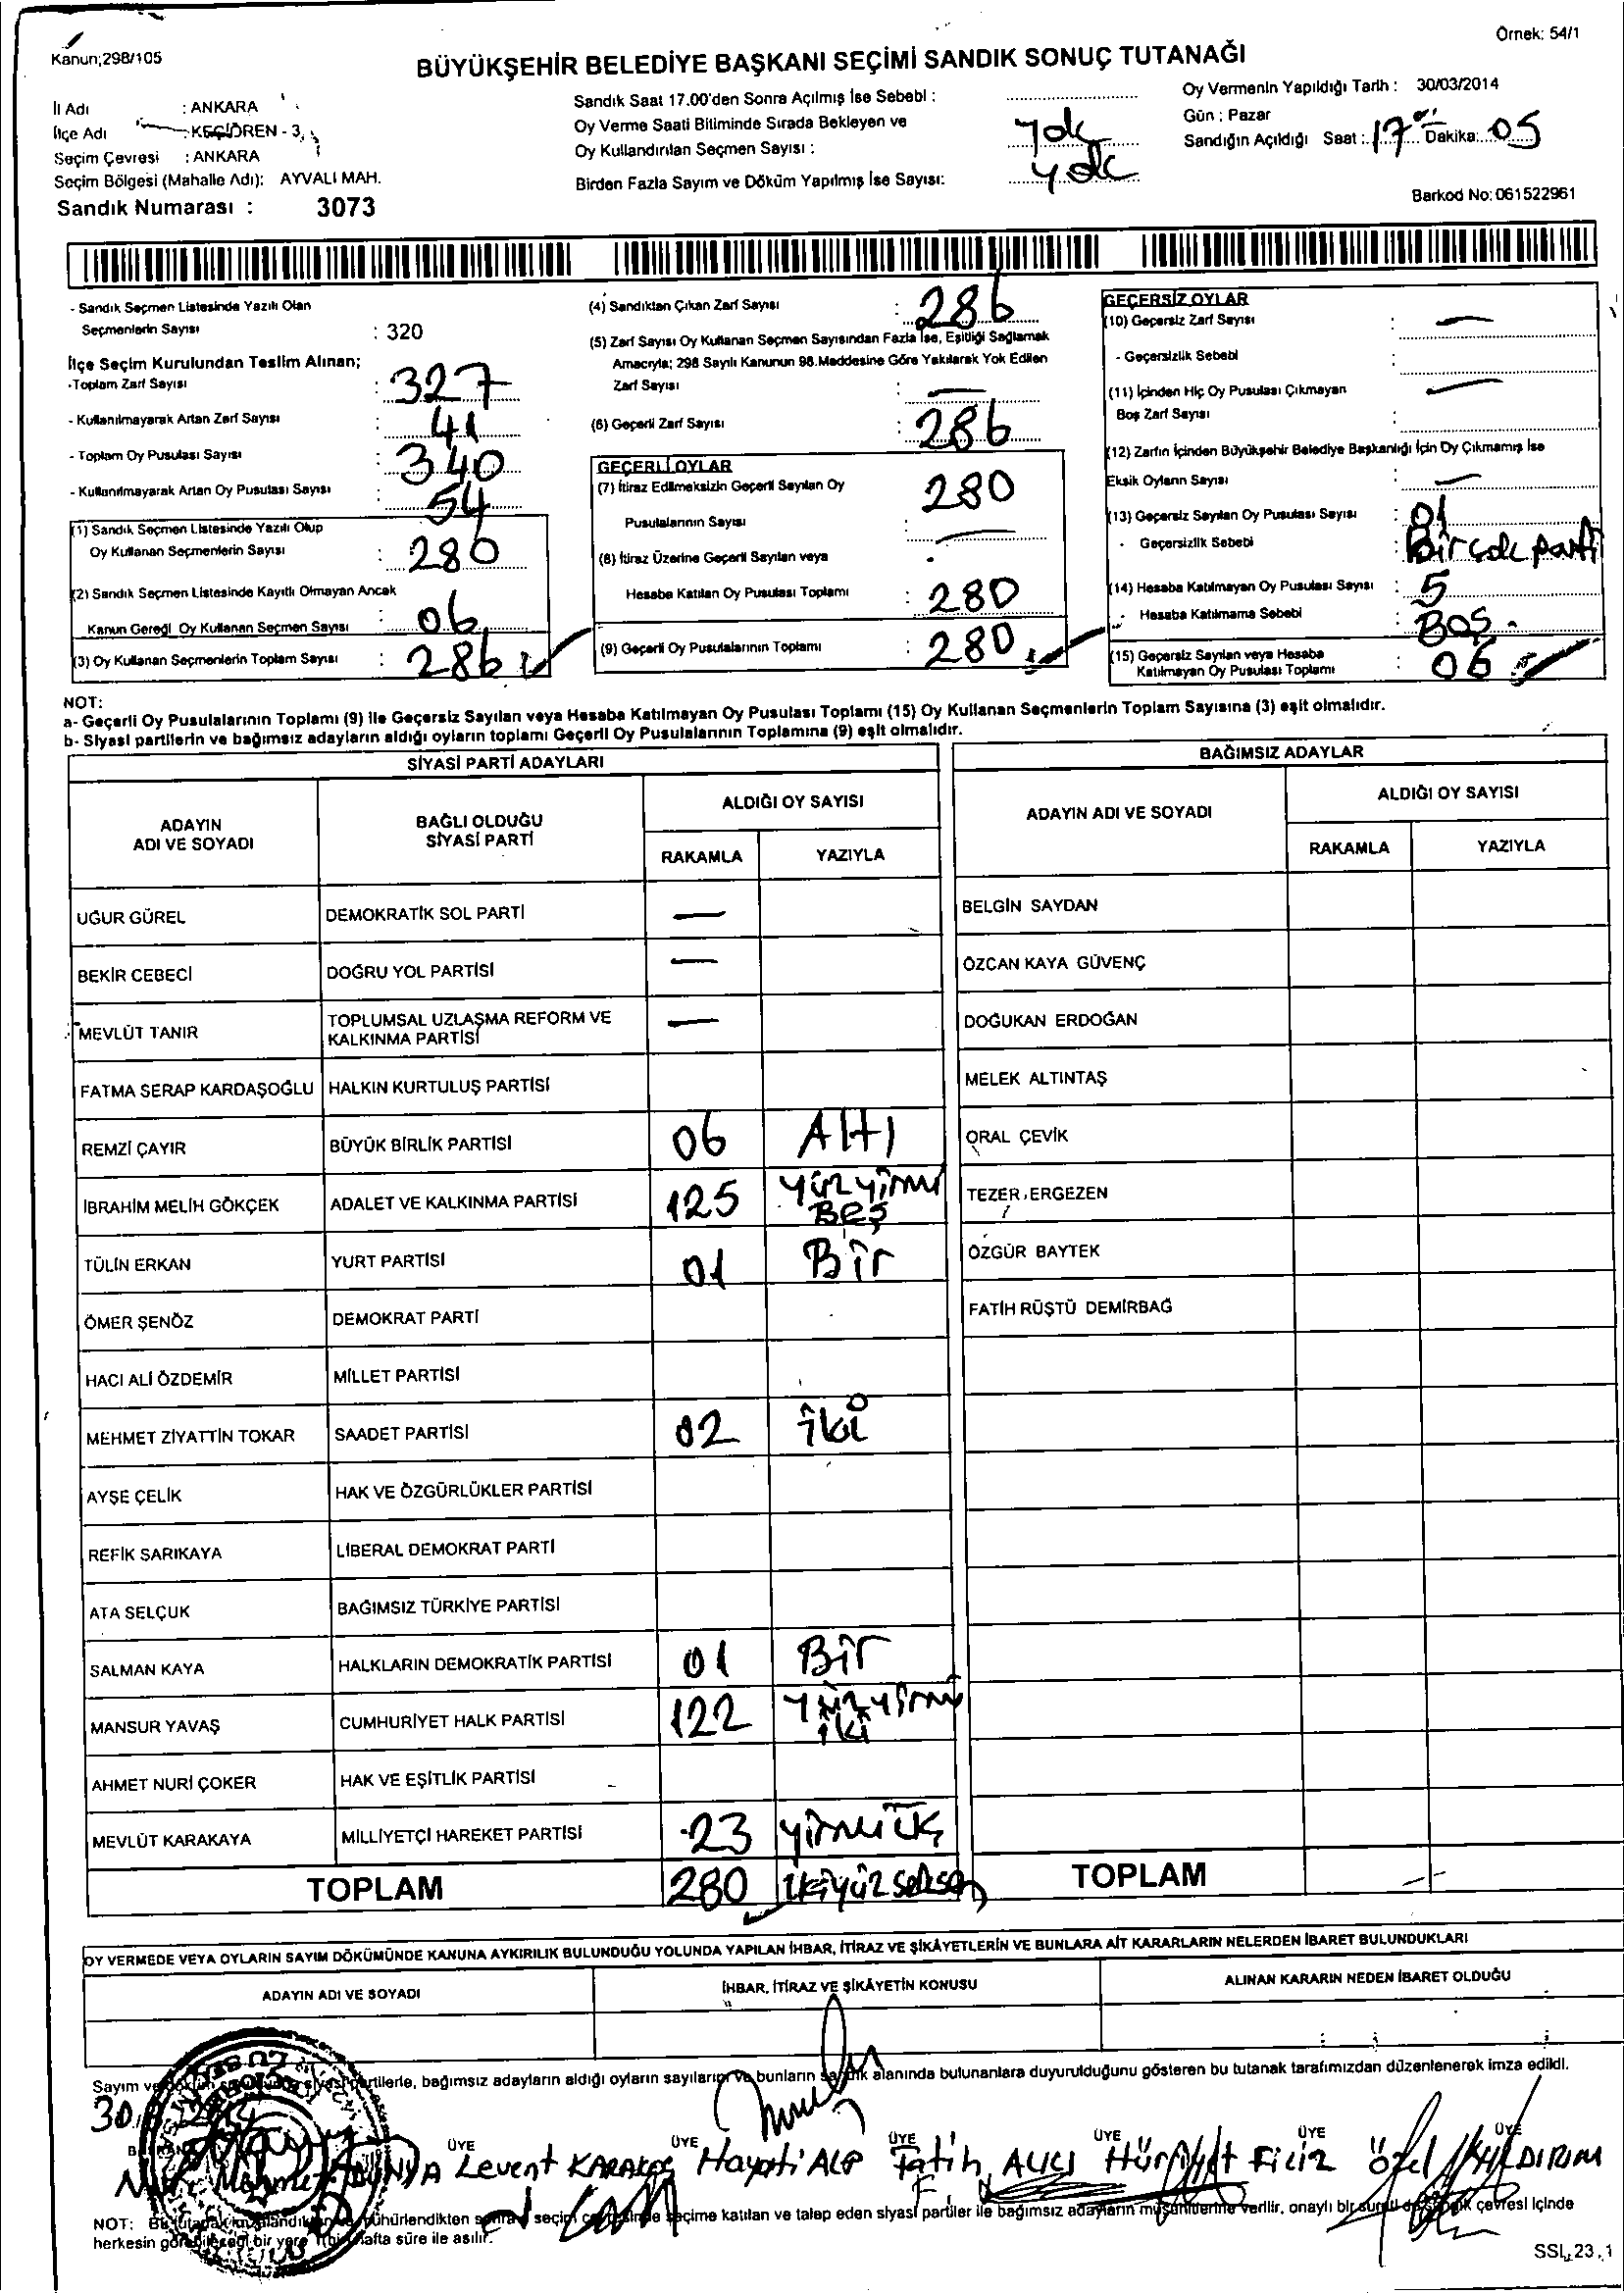 Örnek: 54/1
Kanun;298/105
BÜYÜKŞEHİR BELEDİYE BAŞKANI SEÇİMİ SANDIK SONUÇ TUTANAĞI
İl Adı : ANKARA
İlçe Adı : KEÇİÖREN - 3
Seçim Çevresi : ANKARA
Seçim Bölgesi (Mahalle Adı): AYVALI MAH.
Sandık Numarası : 3073
Sandık Saat 17.00'den Sonra Açılmış İse Sebebi :
Oy Verme Saati Bitiminde Sırada Bekleyen ve
Oy Kullandırılan Seçmen Sayısı : yok
Birden Fazla Sayım ve Döküm Yapılmış İse Sayısı: yok
Oy Vermenin Yapıldığı Tarih : 30/03/2014
Gün : Pazar
Sandığın Açıldığı Saat : 17 Dakika: 05
Barkod No: 061522961
- Sandık Seçmen Listesinde Yazılı Olan
Seçmenlerin Sayısı : 320
İlçe Seçim Kurulundan Teslim Alınan;
-Toplam Zarf Sayısı : 327
- Kullanılmayarak Artan Zarf Sayısı : 41
- Toplam Oy Pusulası Sayısı : 340
- Kullanılmayarak Artan Oy Pusulası Sayısı : 54
(1) Sandık Seçmen Listesinde Yazılı Olup
Oy Kullanan Seçmenlerin Sayısı : 280
(2) Sandık Seçmen Listesinde Kayıtlı Olmayan Ancak
Kanun Gereği Oy Kullanan Seçmen Sayısı : 06
(3) Oy Kullanan Seçmenlerin Toplam Sayısı : 286
(4) Sandıktan Çıkan Zarf Sayısı : 286
(5) Zarf Sayısı Oy Kullanan Seçmen Sayısından Fazla İse, Eşitliği Sağlamak
Amacıyla; 298 Sayılı Kanunun 98.Maddesine Göre Yakılarak Yok Edilen
Zarf Sayısı : —
(6) Geçerli Zarf Sayısı : 286
GEÇERLİ OYLAR
(7) İtiraz Edilmeksizin Geçerli Sayılan Oy 280
Pusulalarının Sayısı : —
(8) İtiraz Üzerine Geçerli Sayılan veya
Hesaba Katılan Oy Pusulası Toplamı : 280
(9) Geçerli Oy Pusulalarının Toplamı : 280
GEÇERSİZ OYLAR
(10) Geçersiz Zarf Sayısı : —
- Geçersizlik Sebebi :
(11) İçinden Hiç Oy Pusulası Çıkmayan —
Boş Zarf Sayısı :
(12) Zarfın İçinden Büyükşehir Belediye Başkanlığı İçin Oy Çıkmamış İse
Eksik Oyların Sayısı : —
(13) Geçersiz Sayılan Oy Pusulası Sayısı : 01
- Geçersizlik Sebebi : Bir çok parti
(14) Hesaba Katılmayan Oy Pusulası Sayısı : 5
- Hesaba Katılmama Sebebi : BOŞ.
(15) Geçersiz Sayılan veya Hesaba
Katılmayan Oy Pusulası Toplamı : 06
NOT:
a- Geçerli Oy Pusulalarının Toplamı (9) ile Geçersiz Sayılan veya Hesaba Katılmayan Oy Pusulası Toplamı (15) Oy Kullanan Seçmenlerin Toplam Sayısına (3) eşit olmalıdır.
b- Siyasi partilerin ve bağımsız adayların aldığı oyların toplamı Geçerli Oy Pusulalarının Toplamına (9) eşit olmalıdır.
SİYASİ PARTİ ADAYLARI
ADAYIN ADI VE SOYADI
BAĞLI OLDUĞU SİYASİ PARTİ
ALDIĞI OY SAYISI
RAKAMLA YAZIYLA
UĞUR GÜREL DEMOKRATİK SOL PARTİ —
BEKİR CEBECİ DOĞRU YOL PARTİSİ —
MEVLÜT TANIR TOPLUMSAL UZLAŞMA REFORM VE KALKINMA PARTİSİ —
FATMA SERAP KARDAŞOĞLU HALKIN KURTULUŞ PARTİSİ
REMZİ ÇAYIR BÜYÜK BİRLİK PARTİSİ 06 Altı
İBRAHİM MELİH GÖKÇEK ADALET VE KALKINMA PARTİSİ 125 yüzyirmi Beş
TÜLİN ERKAN YURT PARTİSİ 01 Bir
ÖMER ŞENÖZ DEMOKRAT PARTİ
HACI ALİ ÖZDEMİR MİLLET PARTİSİ
MEHMET ZİYATTİN TOKAR SAADET PARTİSİ 02 iki
AYŞE ÇELİK HAK VE ÖZGÜRLÜKLER PARTİSİ
REFİK SARIKAYA LİBERAL DEMOKRAT PARTİ
ATA SELÇUK BAĞIMSIZ TÜRKİYE PARTİSİ
SALMAN KAYA HALKLARIN DEMOKRATİK PARTİSİ 01 Bir
MANSUR YAVAŞ CUMHURİYET HALK PARTİSİ 122 yüzyirmi iki
AHMET NURİ ÇOKER HAK VE EŞİTLİK PARTİSİ
MEVLÜT KARAKAYA MİLLİYETÇİ HAREKET PARTİSİ 23 yirmiüç
TOPLAM 280 ikiyüz seksen
BAĞIMSIZ ADAYLAR
ADAYIN ADI VE SOYADI
ALDIĞI OY SAYISI
RAKAMLA YAZIYLA
BELGİN SAYDAN
ÖZCAN KAYA GÜVENÇ
DOĞUKAN ERDOĞAN
MELEK ALTINTAŞ
ORAL ÇEVİK
TEZER ERGEZEN
ÖZGÜR BAYTEK
FATİH RÜŞTÜ DEMİRBAĞ
TOPLAM
OY VERMEDE VEYA OYLARIN SAYIM DÖKÜMÜNDE KANUNA AYKIRILIK BULUNDUĞU YOLUNDA YAPILAN İHBAR, İTİRAZ VE ŞİKÂYETLERİN VE BUNLARA AİT KARARLARIN NELERDEN İBARET BULUNDUKLARI
ADAYIN ADI VE SOYADI
İHBAR, İTİRAZ VE ŞİKÂYETİN KONUSU
ALINAN KARARIN NEDEN İBARET OLDUĞU
Sayım ve partilerle, bağımsız adayların aldığı oyların sayılarını ve bunların sandık alanında bulunanlara duyurulduğunu gösteren bu tutanak tarafımızdan düzenlenerek imza edildi.
BAŞKAN ÜYE ÜYE ÜYE ÜYE ÜYE
Mehmet Levent KARAKOÇ Hayati ALP Fatih ALICI Hürriyet Filiz Özel YILDIRIM
NOT: mühürlendikten sonra seçim çevresinde seçime katılan ve talep eden siyasi partiler ile bağımsız adayların müşahitlerine verilir, onaylı bir sureti de sandık çevresi içinde
herkesin görebileceği bir yere 1 bir hafta süre ile asılır.
SSL,23,1